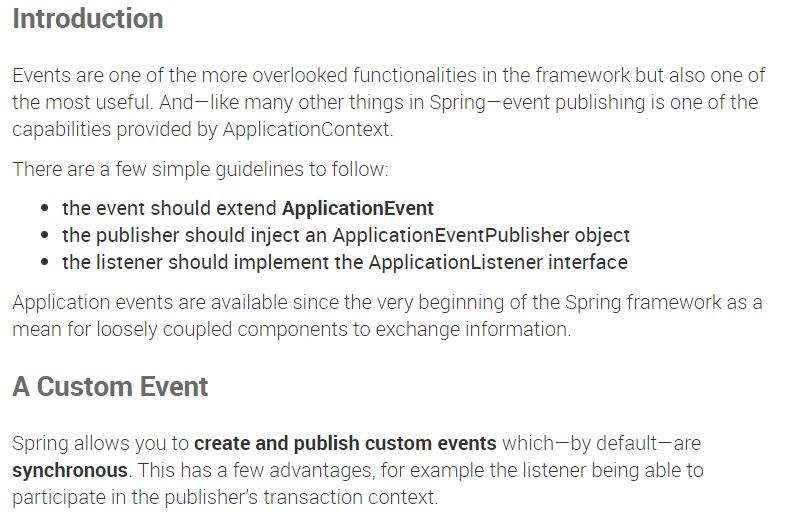 Introduction
Events are one of the more overlooked functionalities in the framework but also one of
the most useful. And—like many other things in Spring—event publishing is one of the
capabilities provided by ApplicationContext.
There are a few simple guidelines to follow:
• the event should extend ApplicationEvent
• the publisher should inject an ApplicationEventPublisher object
• the listener should implement the ApplicationListener interface
Application events are available since the very beginning of the Spring framework as a
mean for loosely coupled components to exchange information.
A Custom Event
Spring allows you to create and publish custom events which—by default—are
synchronous. This has a few advantages, for example the listener being able to
participate in the publisher’s transaction context.